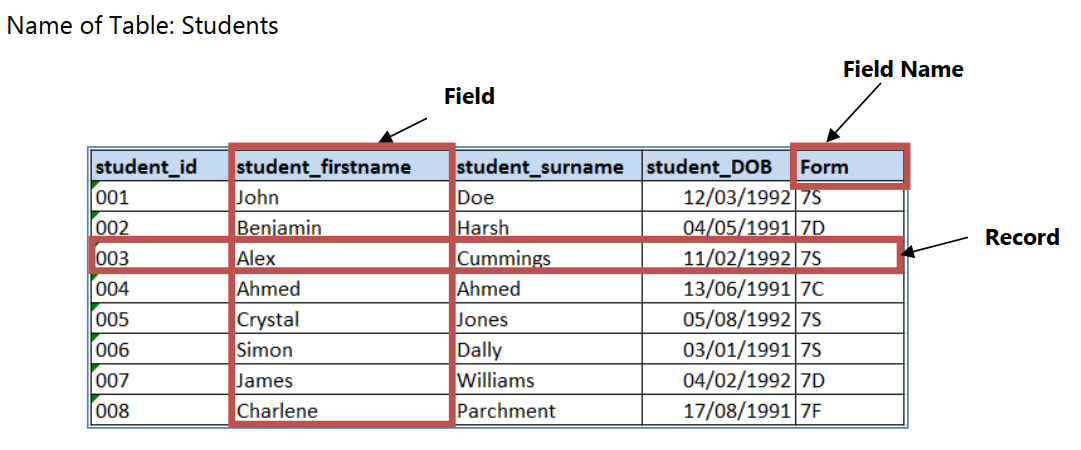 Name of Table: Students
Field Name
Field
student_id student_firstname student_surname student_DOB Form
001 John Doe 12/03/1992 7S
002 Benjamin Harsh 04/05/1991 7D
Record
003 Alex Cummings 11/02/1992 7S
004 Ahmed Ahmed 13/06/1991 7C
005 Crystal Jones 05/08/1992 7S
006 Simon Dally 03/01/1991 7S
007 James Williams 04/02/1992 7D
008 Charlene Parchment 17/08/1991 7F